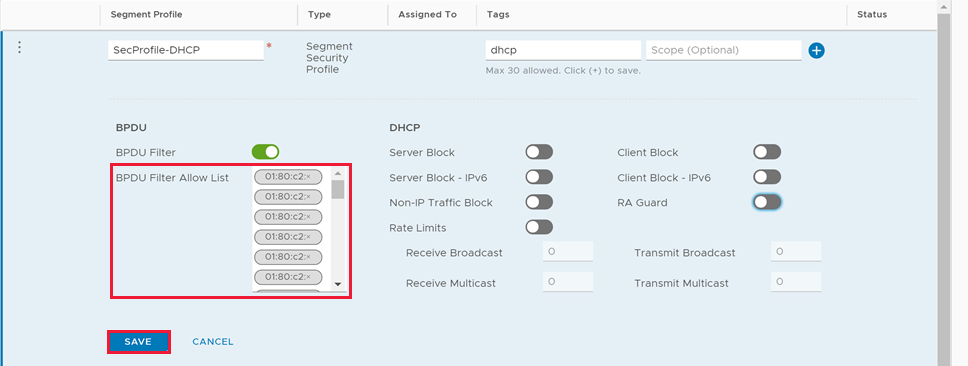 Segment Profile Type Assigned To Tags Status
SecProfile-DHCP * Segment Security Profile dhcp Scope (Optional)
Max 30 allowed. Click (+) to save.
BPDU DHCP
BPDU Filter Server Block Client Block
BPDU Filter Allow List 01:80:c2:× Server Block - IPv6 Client Block - IPv6
01:80:c2:× Non-IP Traffic Block RA Guard
01:80:c2:× Rate Limits
01:80:c2:× Receive Broadcast 0 Transmit Broadcast 0
01:80:c2:×
01:80:c2:× Receive Multicast 0 Transmit Multicast 0
SAVE CANCEL